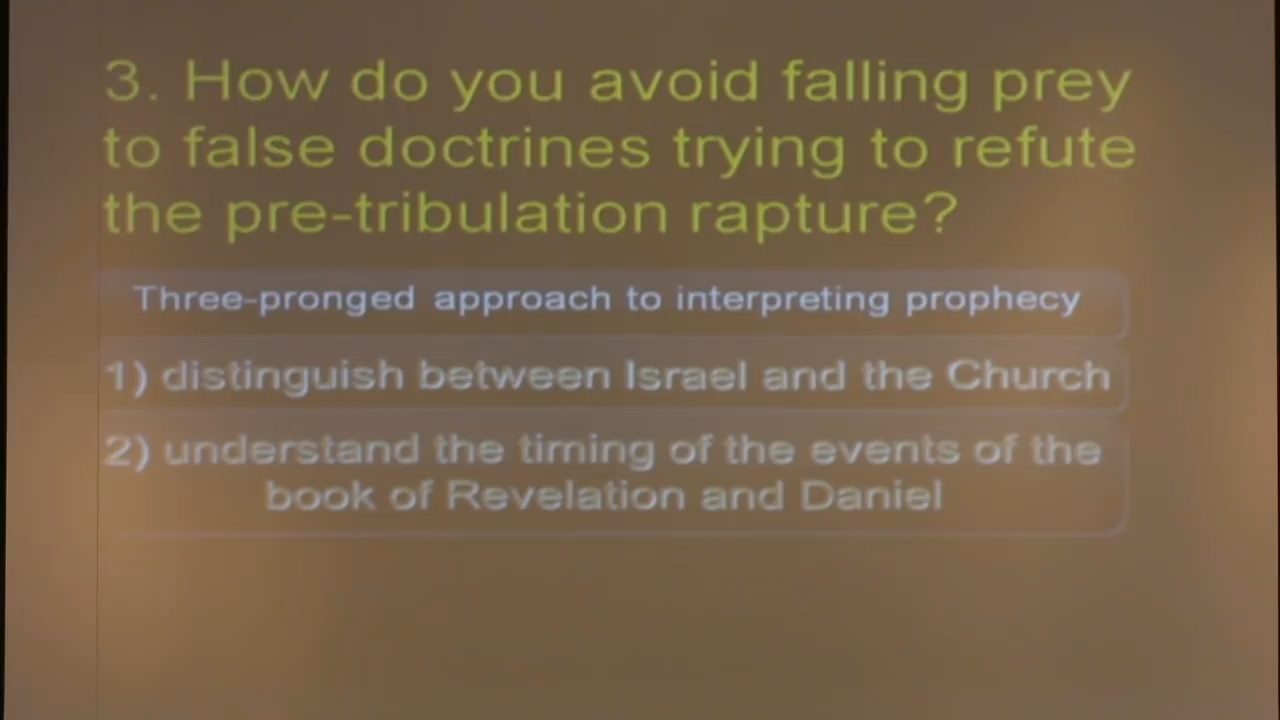 3. How do you avoid falling prey
to false doctrines trying to refute
the pre-tribulation rapture?
Three-pronged approach to interpreting prophecy
1) distinguish between Israel and the Church
2) understand the timing of the events of the
book of Revelation and Daniel